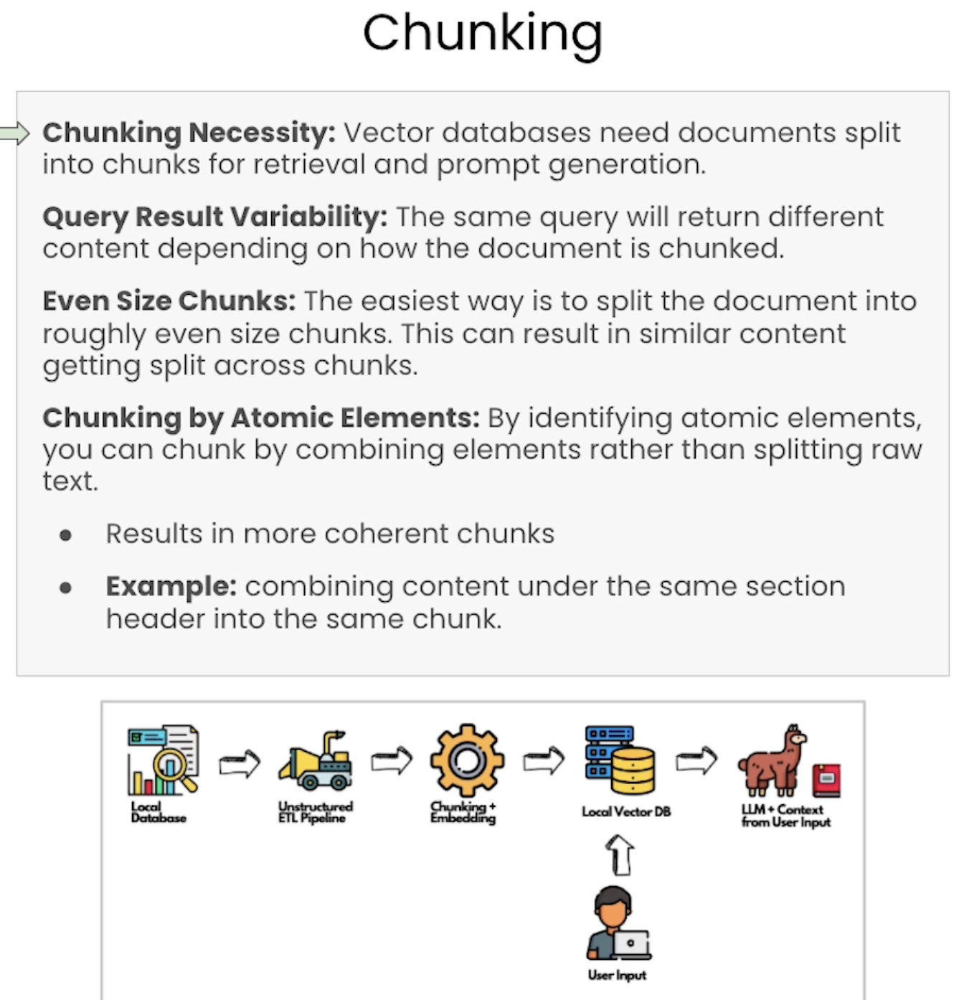 Chunking
Chunking Necessity: Vector databases need documents split
into chunks for retrieval and prompt generation.
Query Result Variability: The same query will return different
content depending on how the document is chunked.
Even Size Chunks: The easiest way is to split the document into
roughly even size chunks. This can result in similar content
getting split across chunks.
Chunking by Atomic Elements: By identifying atomic elements,
you can chunk by combining elements rather than splitting raw
text.
● Results in more coherent chunks
● Example: combining content under the same section
header into the same chunk.
Local
Database
Unstructured
ETL Pipeline
Chunking +
Embedding
Local Vector DB
LLM + Context
from User Input
User Input